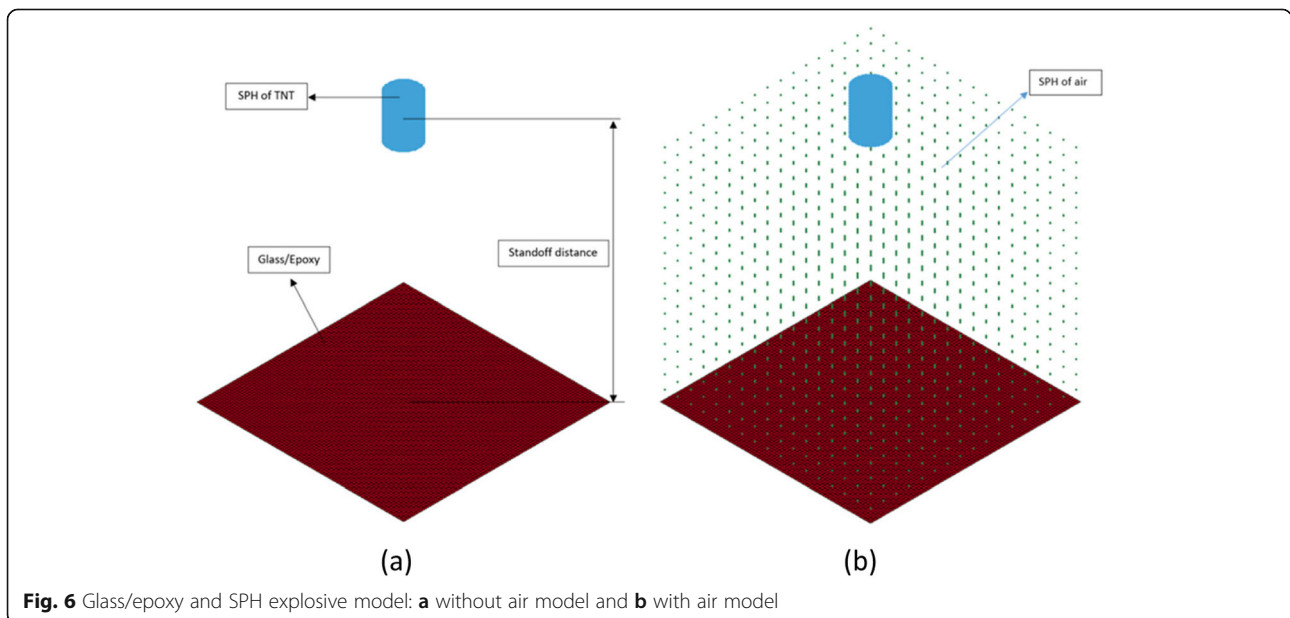 SPH of TNT
SPH of air
Glass/Epoxy
Standoff distance
(a)
(b)
Fig. 6 Glass/epoxy and SPH explosive model: a without air model and b with air model